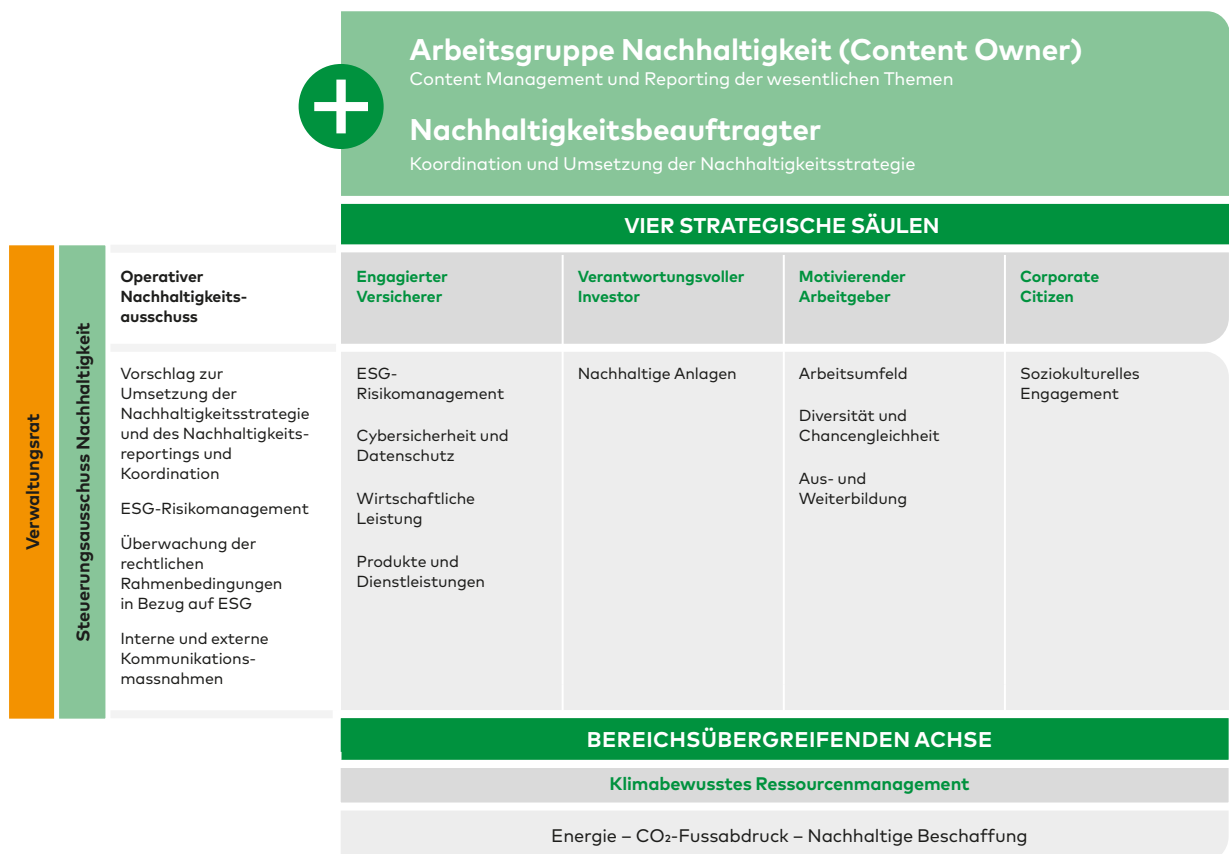 Arbeitsgruppe Nachhaltigkeit (Content Owner)
Content Management und Reporting der wesentlichen Themen
Nachhaltigkeitsbeauftragter
Koordination und Umsetzung der Nachhaltigkeitsstrategie
VIER STRATEGISCHE SÄULEN
Verwaltungsrat
Steuerungsausschuss Nachhaltigkeit
Operativer
Nachhaltigkeits-
ausschuss
Vorschlag zur
Umsetzung der
Nachhaltigkeitsstrategie
und des Nachhaltigkeits-
reportings und
Koordination
ESG-Risikomanagement
Überwachung der
rechtlichen
Rahmenbedingungen
in Bezug auf ESG
Interne und externe
Kommunikations-
massnahmen
Engagierter
Versicherer
ESG-
Risikomanagement
Cybersicherheit und
Datenschutz
Wirtschaftliche
Leistung
Produkte und
Dienstleistungen
Verantwortungsvoller
Investor
Nachhaltige Anlagen
Motivierender
Arbeitgeber
Arbeitsumfeld
Diversität und
Chancengleichheit
Aus- und
Weiterbildung
Corporate
Citizen
Soziokulturelles
Engagement
BEREICHSÜBERGREIFENDEN ACHSE
Klimabewusstes Ressourcenmanagement
Energie – CO₂-Fussabdruck – Nachhaltige Beschaffung